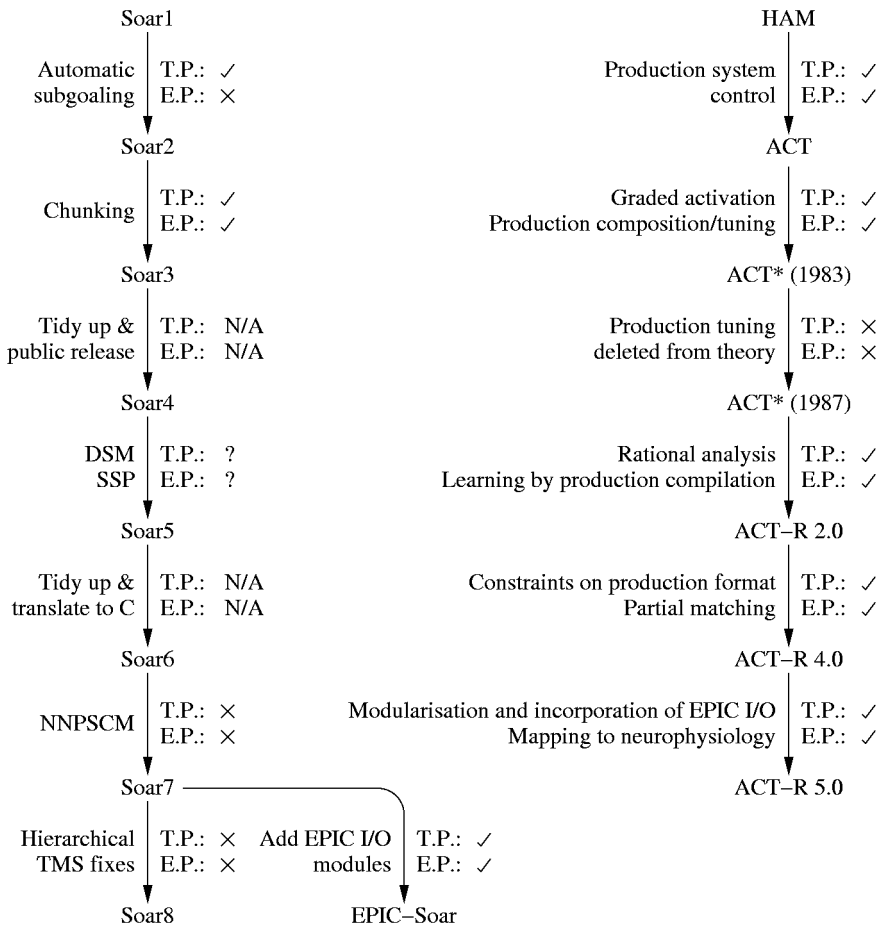 Soar1
Automatic T.P.: ✓
subgoaling E.P.: ×
Soar2
Chunking
T.P.: ✓
E.P.: ✓
Soar3
Tidy up & T.P.: N/A
public release E.P.: N/A
Soar4
DSM T.P.: ?
SSP E.P.: ?
Soar5
Tidy up & T.P.: N/A
translate to C E.P.: N/A
Soar6
NNPSCM
T.P.: ×
E.P.: ×
Soar7
Hierarchical T.P.: ×
TMS fixes E.P.: ×
Soar8
Add EPIC I/O T.P.: ✓
modules E.P.: ✓
EPIC–Soar
HAM
Production system T.P.: ✓
control E.P.: ✓
ACT
Graded activation T.P.: ✓
Production composition/tuning E.P.: ✓
ACT* (1983)
Production tuning T.P.: ×
deleted from theory E.P.: ×
ACT* (1987)
Rational analysis T.P.: ✓
Learning by production compilation E.P.: ✓
ACT–R 2.0
Constraints on production format T.P.: ✓
Partial matching E.P.: ✓
ACT–R 4.0
Modularisation and incorporation of EPIC I/O T.P.: ✓
Mapping to neurophysiology E.P.: ✓
ACT–R 5.0